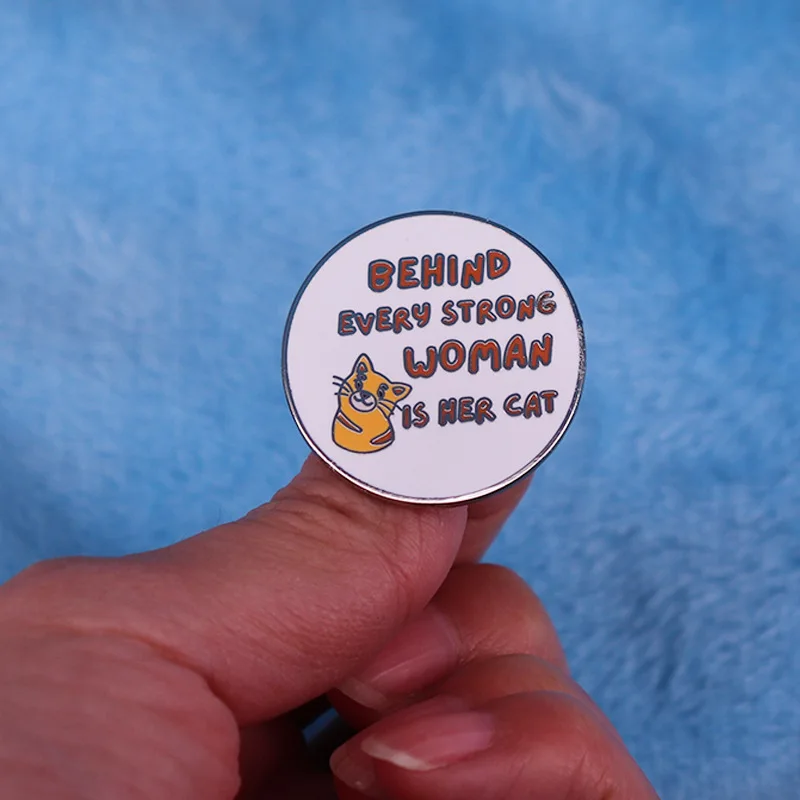 BEHIND
EVERY STRONG
WOMAN
IS HER CAT